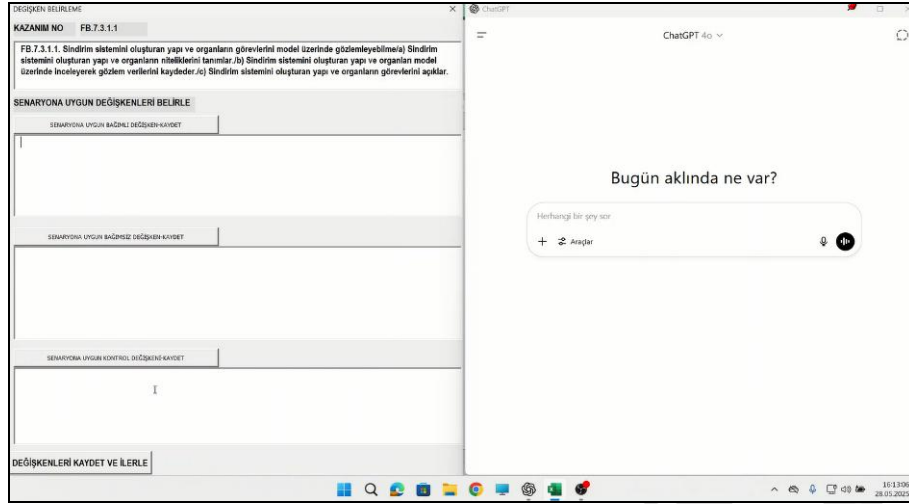 DEĞİŞKEN BELİRLEME
KAZANIM NO FB.7.3.1.1
FB.7.3.1.1. Sindirim sistemini oluşturan yapı ve organların görevlerini model üzerinde gözlemleyebilme/a) Sindirim
sistemini oluşturan yapı ve organların niteliklerini tanımlar./b) Sindirim sistemini oluşturan yapı ve organları model
üzerinde inceleyerek gözlem verilerini kaydeder./c) Sindirim sistemini oluşturan yapı ve organların görevlerini açıklar.
SENARYONA UYGUN DEĞİŞKENLERİ BELİRLE
SENARYONA UYGUN BAĞIMLI DEĞİŞKEN-KAYDET
SENARYONA UYGUN BAĞIMSIZ DEĞİŞKEN-KAYDET
SENARYONA UYGUN KONTROL DEĞİŞKENİ-KAYDET
DEĞİŞKENLERİ KAYDET VE İLERLE
ChatGPT
ChatGPT 4o
Bugün aklında ne var?
Herhangi bir şey sor
Araçlar
16:13:06
28.05.2025